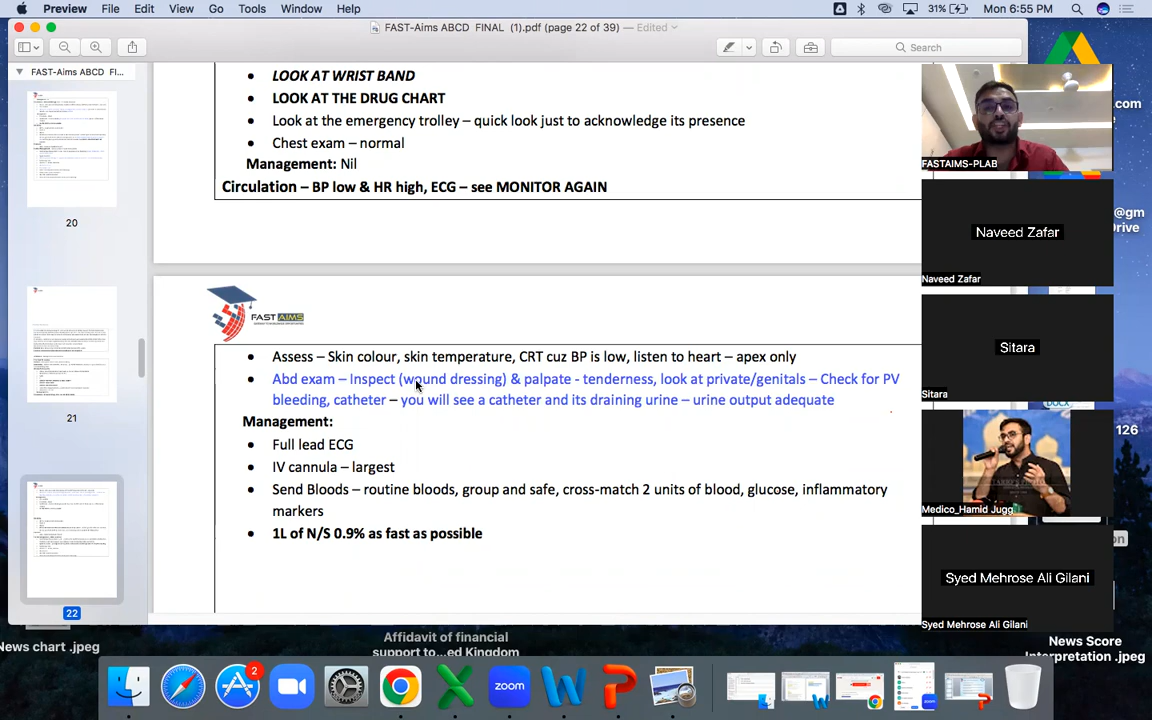 Preview File Edit View Go Tools Window Help
31% Mon 6:55 PM
FAST-Aims ABCD FINAL (1).pdf (page 22 of 39) — Edited
Search
FAST-AIMS ABCD FI...
20
21
22
• LOOK AT WRIST BAND
• LOOK AT THE DRUG CHART
• Look at the emergency trolley – quick look just to acknowledge its presence
• Chest exam – normal
Management: Nil
Circulation – BP low & HR high, ECG – see MONITOR AGAIN
FAST AIMS
• Assess – Skin colour, skin temperature, CRT cuz BP is low, listen to heart – apex only
• Abd exam – Inspect (wound dressing) & palpate - tenderness, look at private/genitals – Check for PV
bleeding, catheter – you will see a catheter and its draining urine – urine output adequate
Management:
• Full lead ECG
• IV cannula – largest
• Send Bloods – routine bloods, group and safe, cross-match 2 units of blood, glucose, inflammatory
markers
• 1L of N/S 0.9% as fast as possible
.com
FASTAIMS-PLAB
@gm
Drive
Naveed Zafar
Naveed Zafar
Sitara
Sitara
126
Medico_Hamid Jugg
Syed Mehrose Ali Gilani
Syed Mehrose Ali Gilani
News chart .jpeg
Affidavit of financial
support to...ed Kingdom
News Score
Interpretation .jpeg
2
zoom